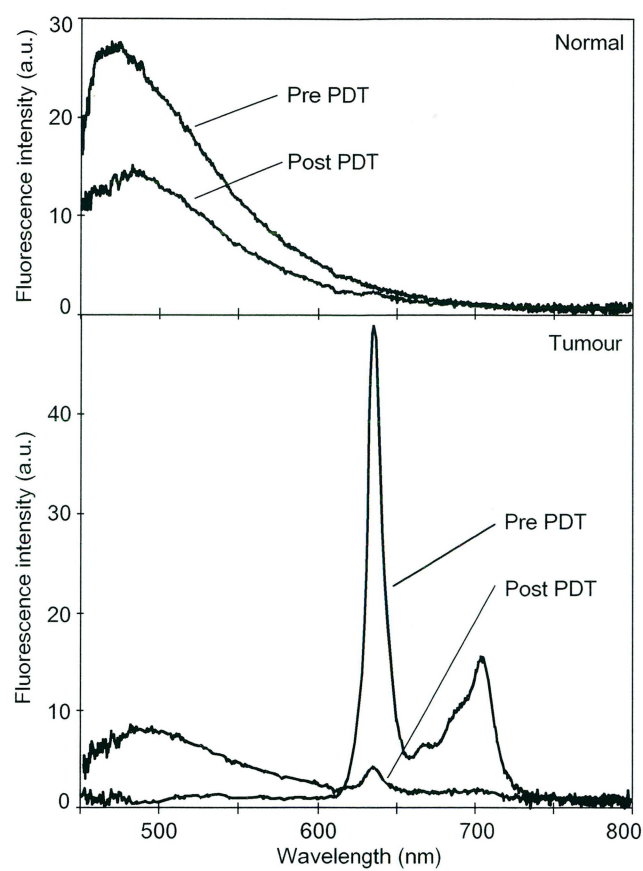 Normal
Fluorescence intensity (a.u.)
30
20
10
0
Pre PDT
Post PDT
Tumour
Fluorescence intensity (a.u.)
40
30
20
10
0
Pre PDT
Post PDT
500 600 700 800
Wavelength (nm)